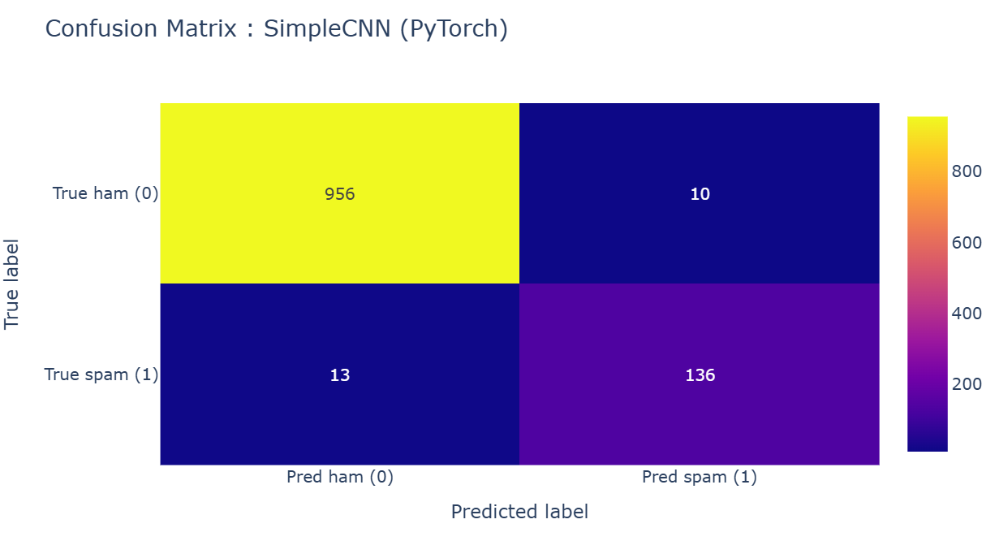 Confusion Matrix : SimpleCNN (PyTorch)
True label
True ham (0)
956
10
True spam (1)
13
136
Pred ham (0)
Pred spam (1)
Predicted label
800
600
400
200